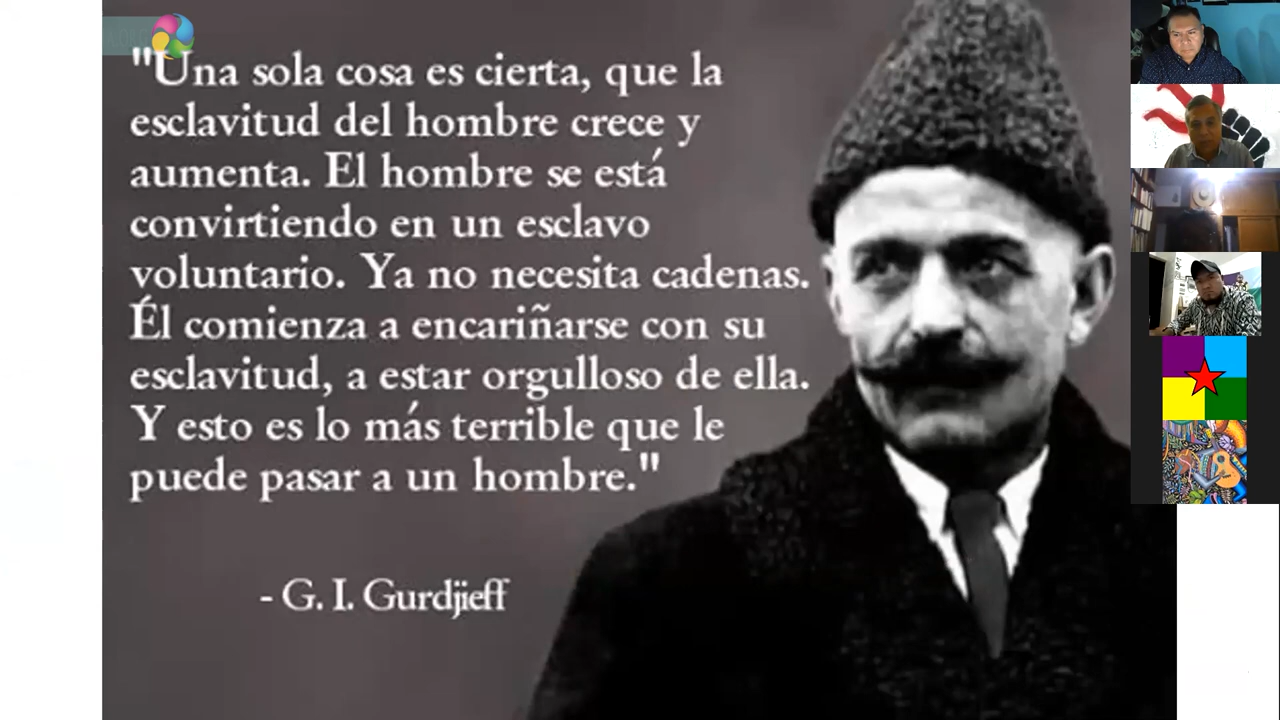 "Una sola cosa es cierta, que la
esclavitud del hombre crece y
aumenta. El hombre se está
convirtiendo en un esclavo
voluntario. Ya no necesita cadenas.
Él comienza a encariñarse con su
esclavitud, a estar orgulloso de ella.
Y esto es lo más terrible que le
puede pasar a un hombre."
- G. I. Gurdjieff